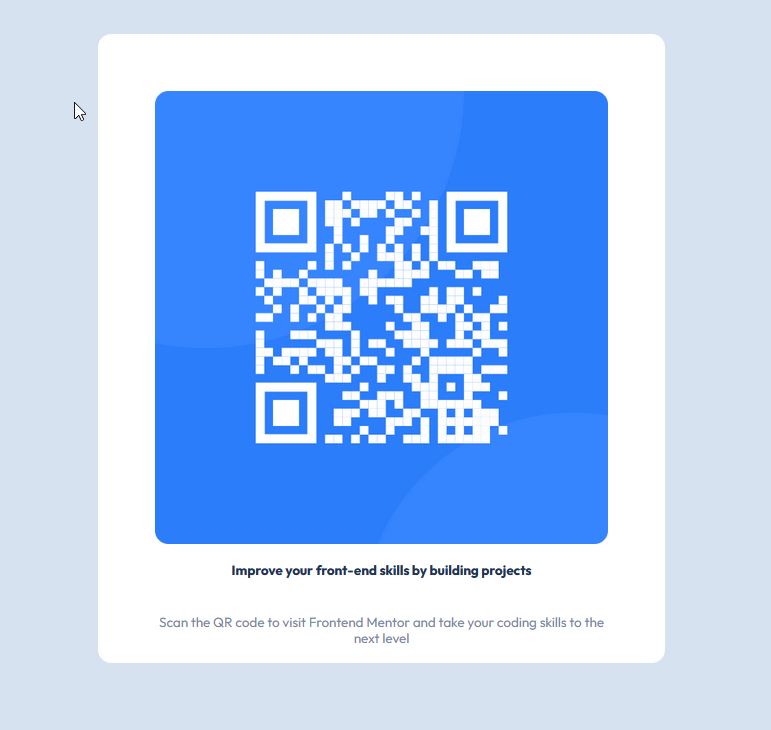 Improve your front-end skills by building projects
Scan the QR code to visit Frontend Mentor and take your coding skills to the
next level